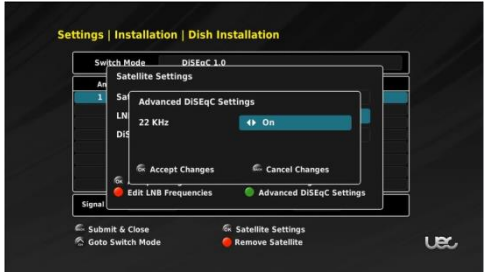 Settings | Installation | Dish Installation
Switch Mode DiSEqC 1.0
Satellite Settings
An
1 Sat
Advanced DiSEqC Settings
LNI
22 KHz On
DiS
Accept Changes Cancel Changes
Edit LNB Frequencies Advanced DiSEqC Settings
Signal
Submit & Close Satellite Settings
Goto Switch Mode Remove Satellite
UEC